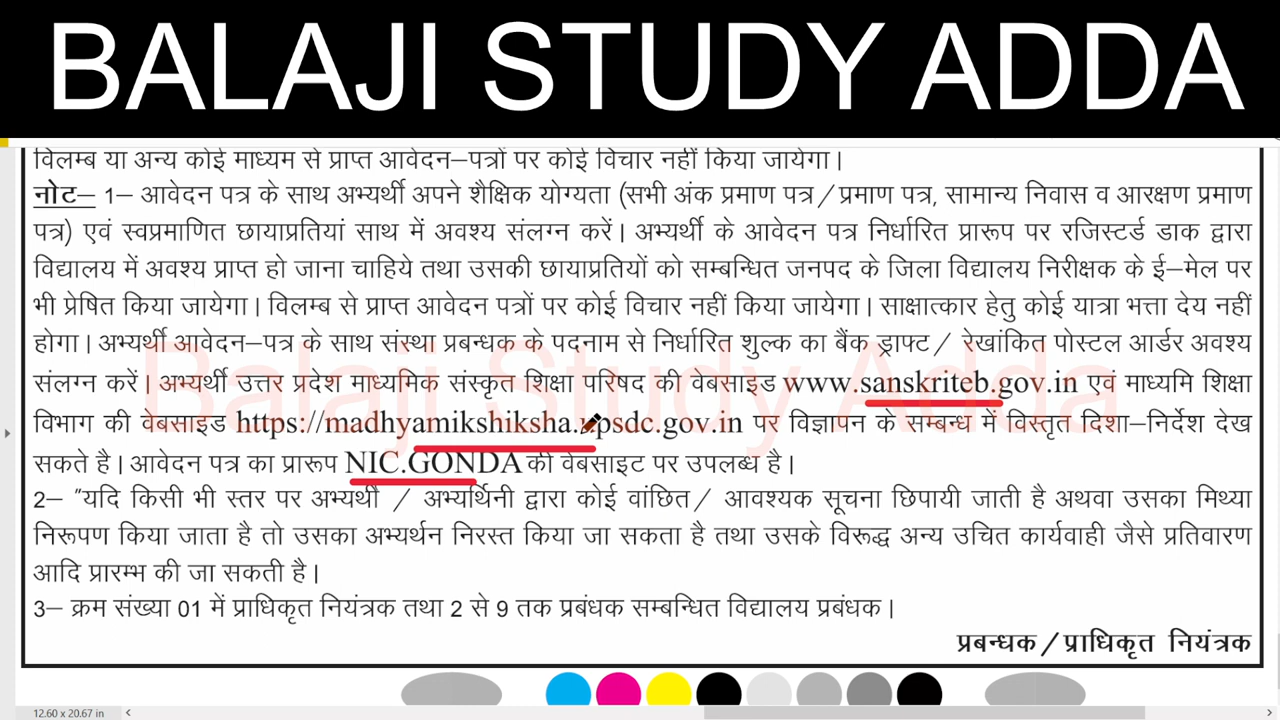 BALAJI STUDY ADDA
विलम्ब या अन्य कोई माध्यम से प्राप्त आवेदन–पत्रों पर कोई विचार नहीं किया जायेगा।
नोट– 1– आवेदन पत्र के साथ अभ्यर्थी अपने शैक्षिक योग्यता (सभी अंक प्रमाण पत्र/प्रमाण पत्र, सामान्य निवास व आरक्षण प्रमाण
पत्र) एवं स्वप्रमाणित छायाप्रतियां साथ में अवश्य संलग्न करें। अभ्यर्थी के आवेदन पत्र निर्धारित प्रारूप पर रजिस्टर्ड डाक द्वारा
विद्यालय में अवश्य प्राप्त हो जाना चाहिये तथा उसकी छायाप्रतियों को सम्बन्धित जनपद के जिला विद्यालय निरीक्षक के ई–मेल पर
भी प्रेषित किया जायेगा। विलम्ब से प्राप्त आवेदन पत्रों पर कोई विचार नहीं किया जायेगा। साक्षात्कार हेतु कोई यात्रा भत्ता देय नहीं
होगा। अभ्यर्थी आवेदन–पत्र के साथ संस्था प्रबन्धक के पदनाम से निर्धारित शुल्क का बैंक ड्राफ्ट/ रेखांकित पोस्टल आर्डर अवश्य
संलग्न करें। अभ्यर्थी उत्तर प्रदेश माध्यमिक संस्कृत शिक्षा परिषद की वेबसाइड www.sanskriteb.gov.in एवं माध्यमि शिक्षा
विभाग की वेबसाइड https://madhyamikshiksha.upsdc.gov.in पर विज्ञापन के सम्बन्ध में विस्तृत दिशा–निर्देश देख
सकते है। आवेदन पत्र का प्रारूप NIC.GONDA की वेबसाइट पर उपलब्ध है।
2– "यदि किसी भी स्तर पर अभ्यर्थी / अभ्यर्थिनी द्वारा कोई वांछित/ आवश्यक सूचना छिपायी जाती है अथवा उसका मिथ्या
निरूपण किया जाता है तो उसका अभ्यर्थन निरस्त किया जा सकता है तथा उसके विरूद्ध अन्य उचित कार्यवाही जैसे प्रतिवारण
आदि प्रारम्भ की जा सकती है।
3– क्रम संख्या 01 में प्राधिकृत नियंत्रक तथा 2 से 9 तक प्रबंधक सम्बन्धित विद्यालय प्रबंधक।
प्रबन्धक/प्राधिकृत नियंत्रक
Balaji Study Adda
12.60 x 20.67 in